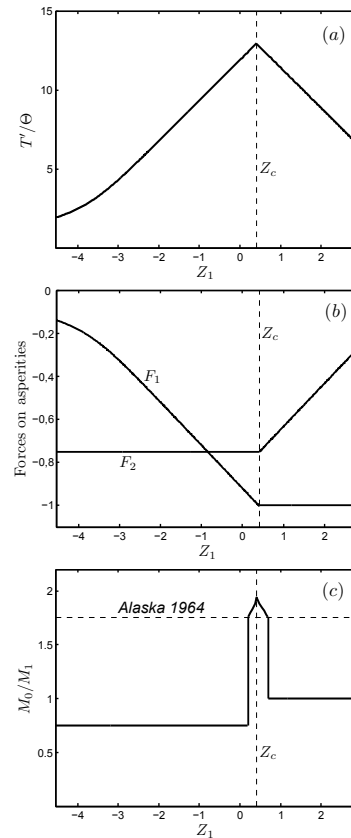 (a)
15
10
5
T′/Θ
Z_c
−4 −3 −2 −1 0 1 2
Z_1
(b)
0
−0,2
−0,4
−0,6
−0,8
−1
Forces on asperities
Z_c
F_1
F_2
−4 −3 −2 −1 0 1 2
Z_1
(c)
2
1.5
1
0.5
M_0/M_1
Alaska 1964
Z_c
−4 −3 −2 −1 0 1 2
Z_1